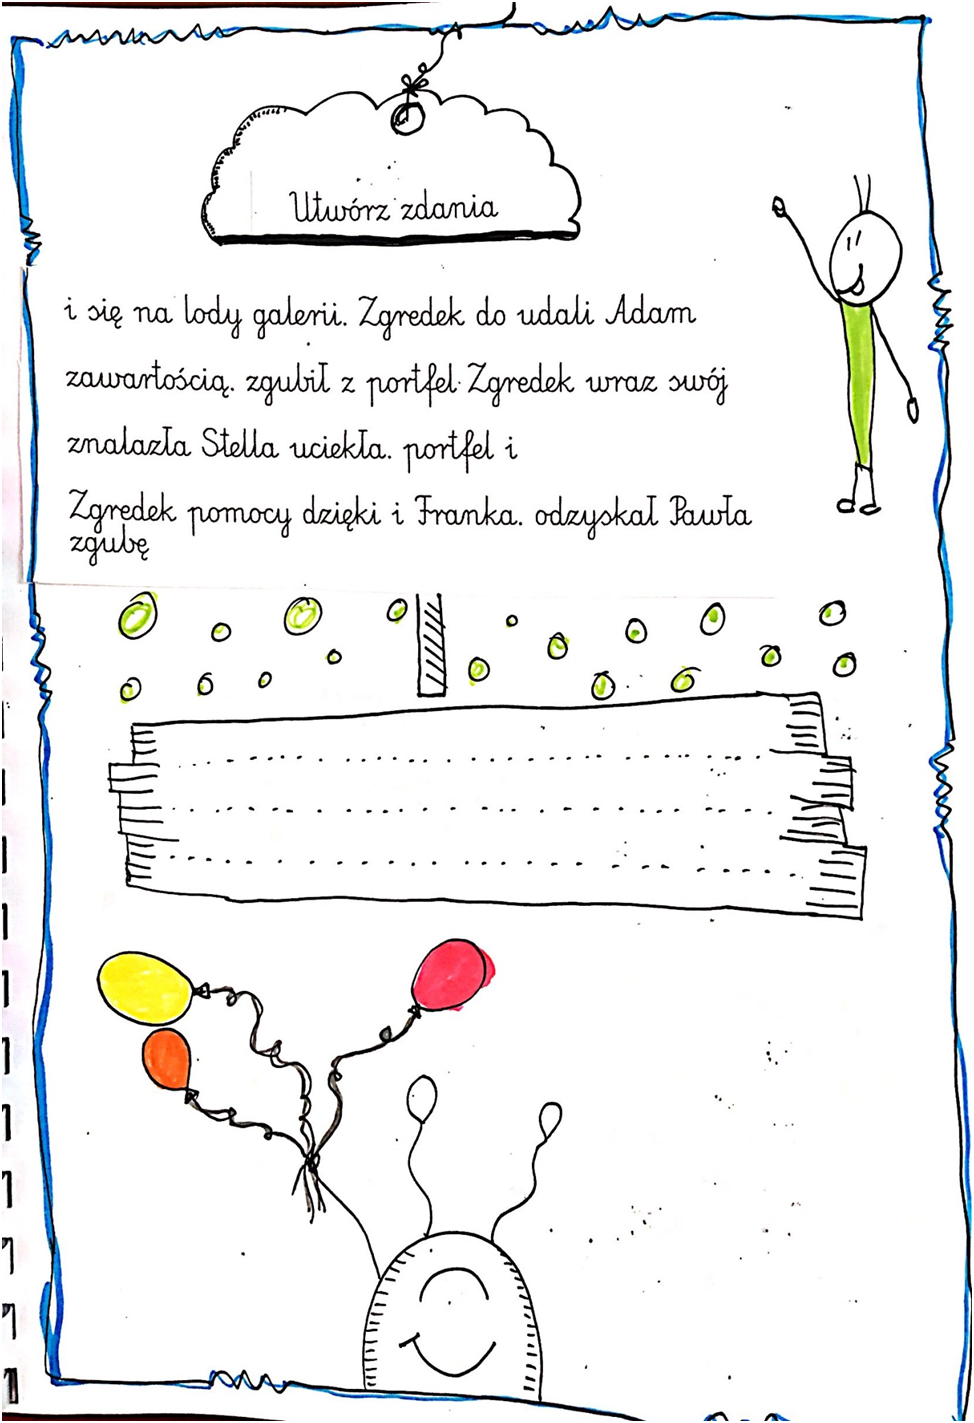 Utwórz zdania
i się na lody galerii. Zgredek do udali Adam
zawartością. zgubił z portfel Zgredek wraz swój
znalazła Stella uciekła. portfel i
Zgredek pomocy dzięki i Franka. odzyskał Pawła
zgubę